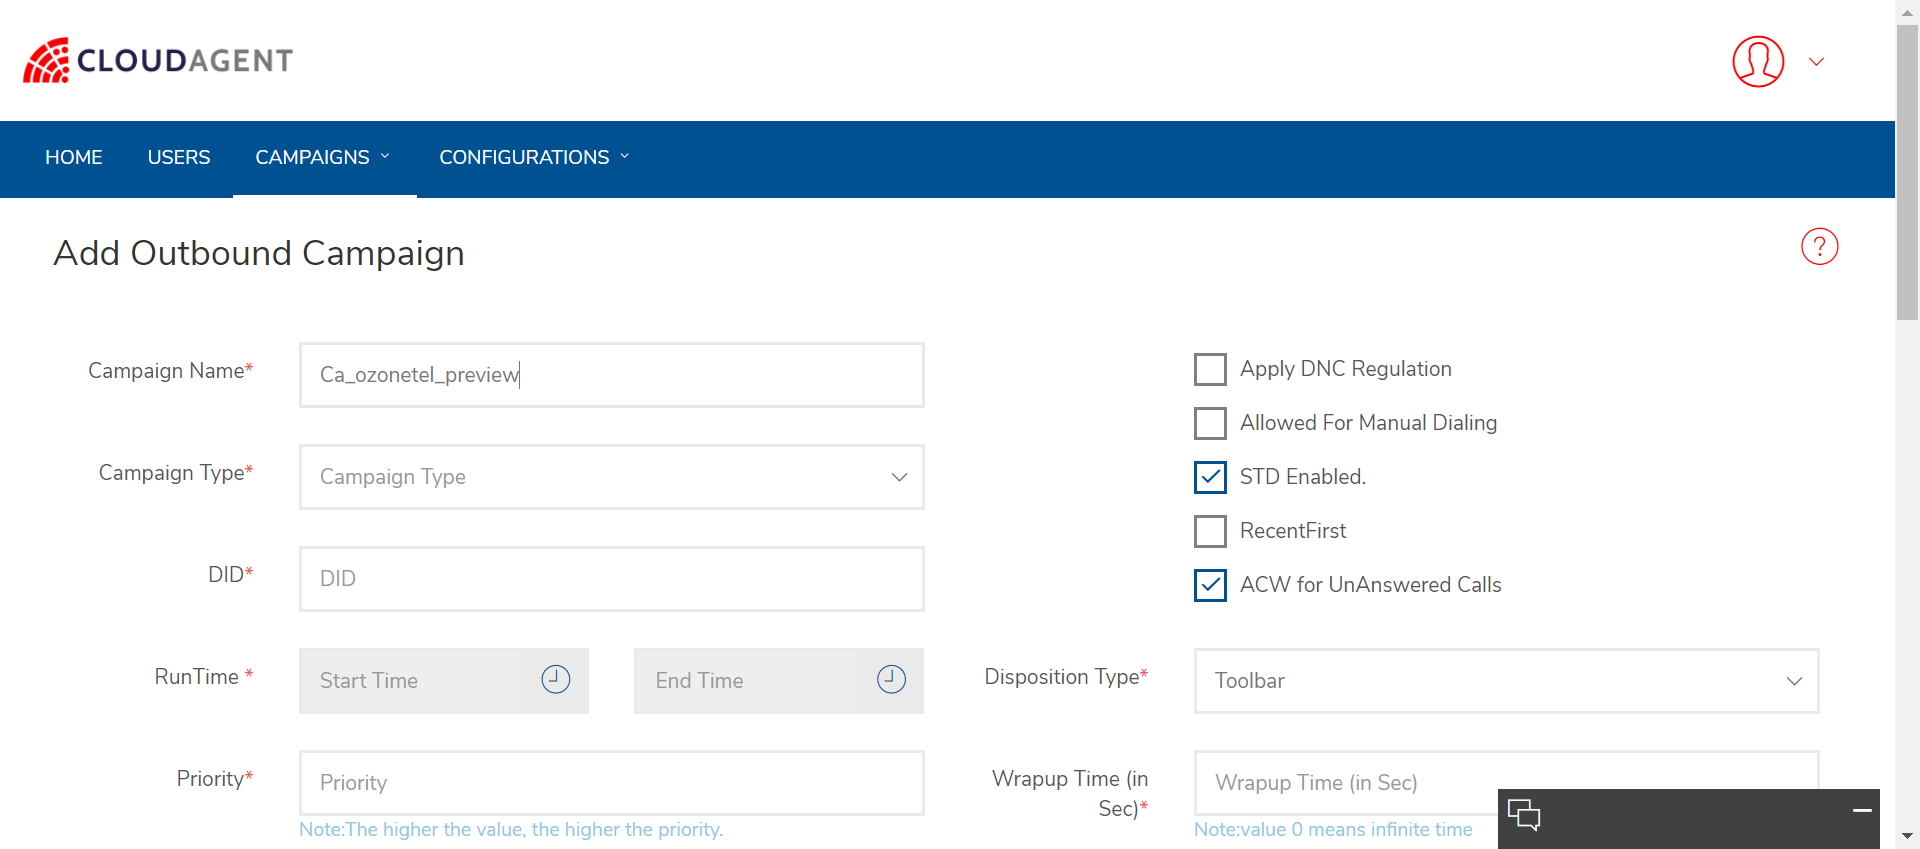 CLOUDAGENT
HOME USERS CAMPAIGNS CONFIGURATIONS
Add Outbound Campaign
?
Campaign Name*
Ca_ozonetel_preview
Campaign Type*
Campaign Type
DID*
DID
RunTime *
Start Time
End Time
Priority*
Priority
Note:The higher the value, the higher the priority.
Apply DNC Regulation
Allowed For Manual Dialing
STD Enabled.
RecentFirst
ACW for UnAnswered Calls
Disposition Type*
Toolbar
Wrapup Time (in
Sec)*
Wrapup Time (in Sec)
Note:value 0 means infinite time